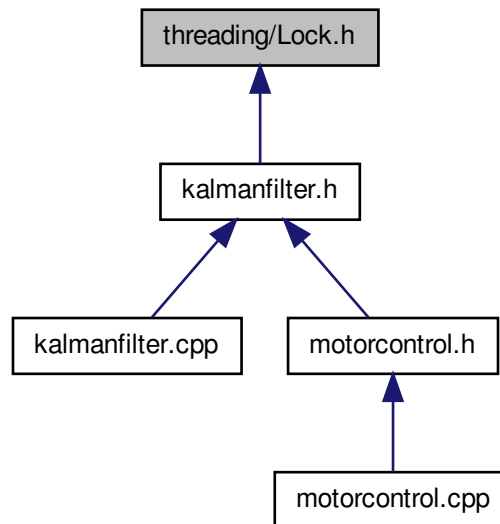 threading/Lock.h
kalmanfilter.h
kalmanfilter.cpp
motorcontrol.h
motorcontrol.cpp